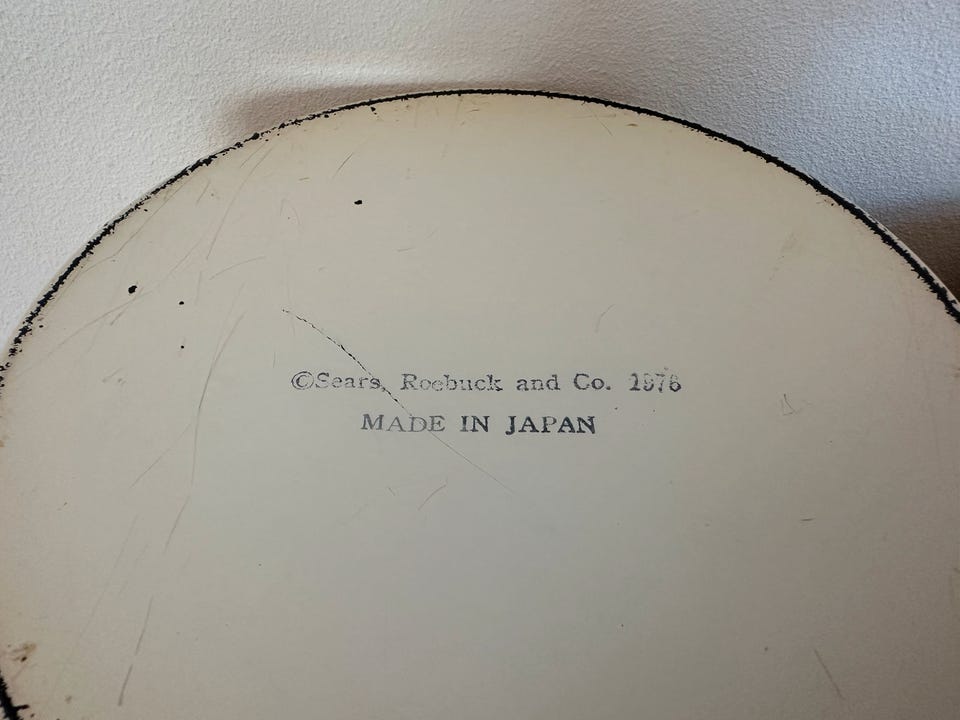 ©Sears, Roebuck and Co. 1976
MADE IN JAPAN